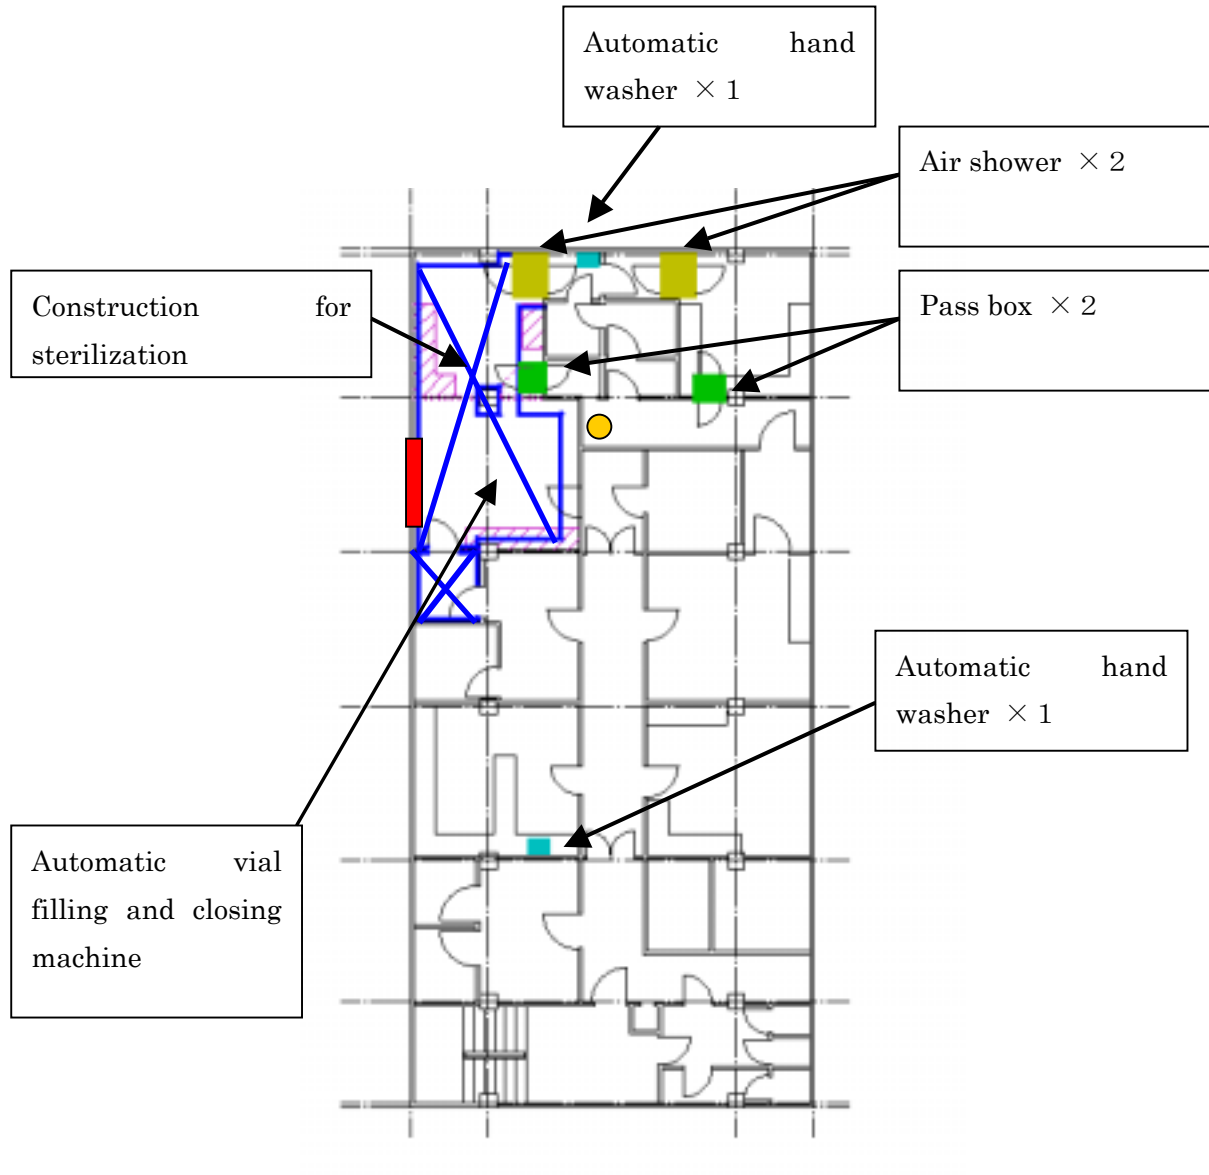 Automatic hand
washer ×1
Air shower ×2
Construction for
sterilization
Pass box ×2
Automatic hand
washer ×1
Automatic vial
filling and closing
machine